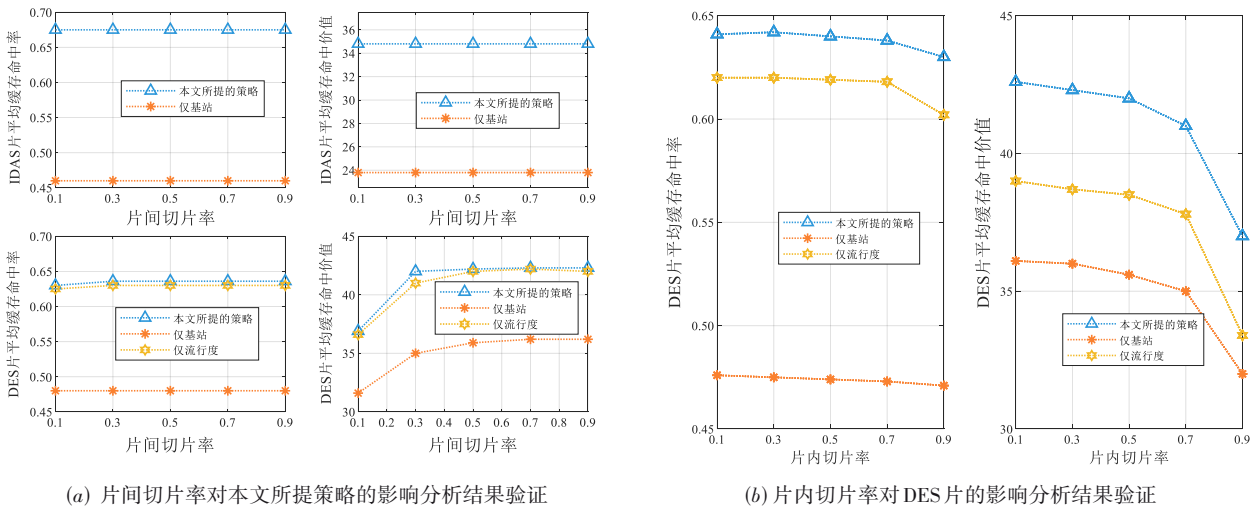 IDAS片平均缓存命中率
0.70
0.65
0.60
0.55
0.50
0.45
0.1 0.3 0.5 0.7 0.9
片间切片率
本文所提的策略
仅基站
IDAS片平均缓存命中价值
36
34
32
30
28
26
24
0.1 0.3 0.5 0.7 0.9
片间切片率
本文所提的策略
仅基站
DES片平均缓存命中率
0.70
0.65
0.60
0.55
0.50
0.45
0.1 0.3 0.5 0.7 0.9
片间切片率
本文所提的策略
仅基站
仅流行度
DES片平均缓存命中价值
45
40
35
30
0.1 0.2 0.3 0.4 0.5 0.6 0.7 0.8 0.9
片间切片率
本文所提的策略
仅基站
仅流行度
(a) 片间切片率对本文所提策略的影响分析结果验证
DES片平均缓存命中率
0.65
0.60
0.55
0.50
0.45
0.1 0.3 0.5 0.7 0.9
片内切片率
本文所提的策略
仅基站
仅流行度
DES片平均缓存命中价值
45
40
35
30
0.1 0.3 0.5 0.7 0.9
片内切片率
本文所提的策略
仅基站
仅流行度
(b) 片内切片率对DES片的影响分析结果验证